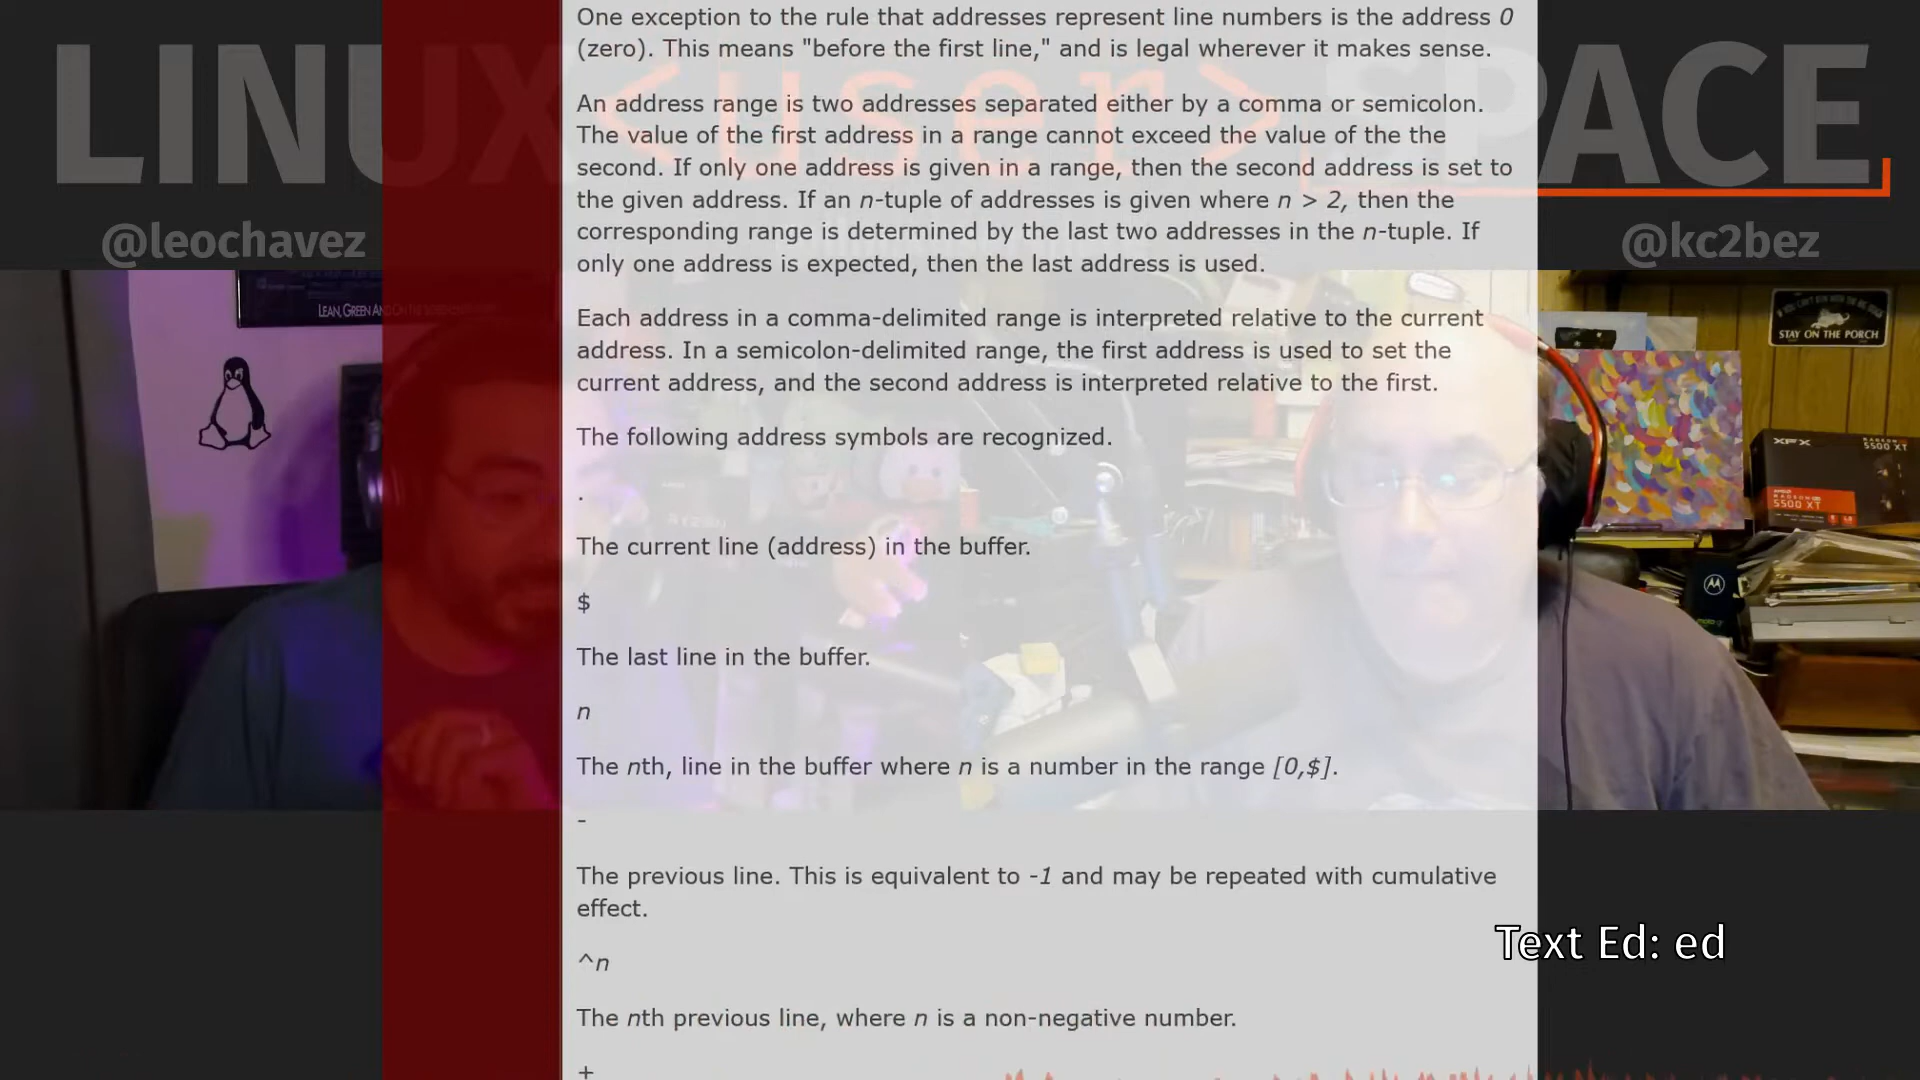 LINUX <user> SPACE
@leochavez
@kc2bez
One exception to the rule that addresses represent line numbers is the address 0
(zero). This means "before the first line," and is legal wherever it makes sense.
An address range is two addresses separated either by a comma or semicolon.
The value of the first address in a range cannot exceed the value of the the
second. If only one address is given in a range, then the second address is set to
the given address. If an n-tuple of addresses is given where n > 2, then the
corresponding range is determined by the last two addresses in the n-tuple. If
only one address is expected, then the last address is used.
Each address in a comma-delimited range is interpreted relative to the current
address. In a semicolon-delimited range, the first address is used to set the
current address, and the second address is interpreted relative to the first.
The following address symbols are recognized.
.
The current line (address) in the buffer.
$
The last line in the buffer.
n
The nth, line in the buffer where n is a number in the range [0,$].
-
The previous line. This is equivalent to -1 and may be repeated with cumulative
effect.
^n
The nth previous line, where n is a non-negative number.
+
LEAN, GREEN AND
STAY ON THE PORCH
XFX
RADEON
5500 XT
RADEON
5500 XT
Text Ed: ed